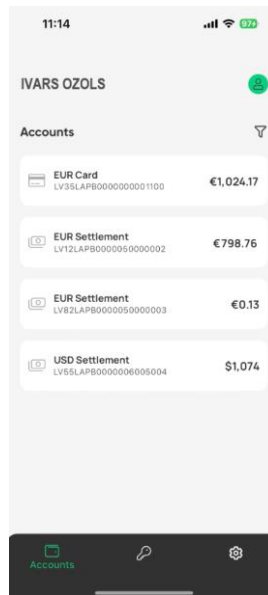 11:14
97
IVARS OZOLS
Accounts
EUR Card
LV35LAPB0000000001100
€1,024.17
EUR Settlement
LV12LAPB0000050000002
€798.76
EUR Settlement
LV82LAPB0000050000003
€0.13
USD Settlement
LV55LAPB0000006005004
$1,074
Accounts